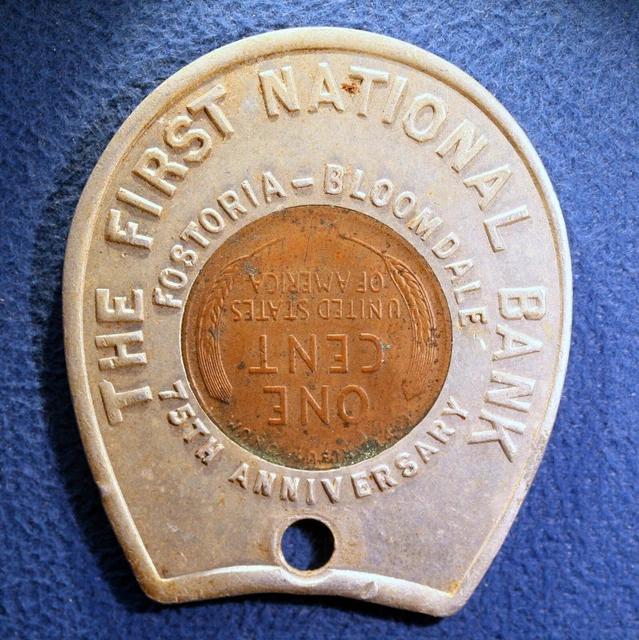 THE FIRST NATIONAL BANK
FOSTORIA – BLOOMDALE –
75TH ANNIVERSARY
ONE
CENT
UNITED STATES
OF AMERICA